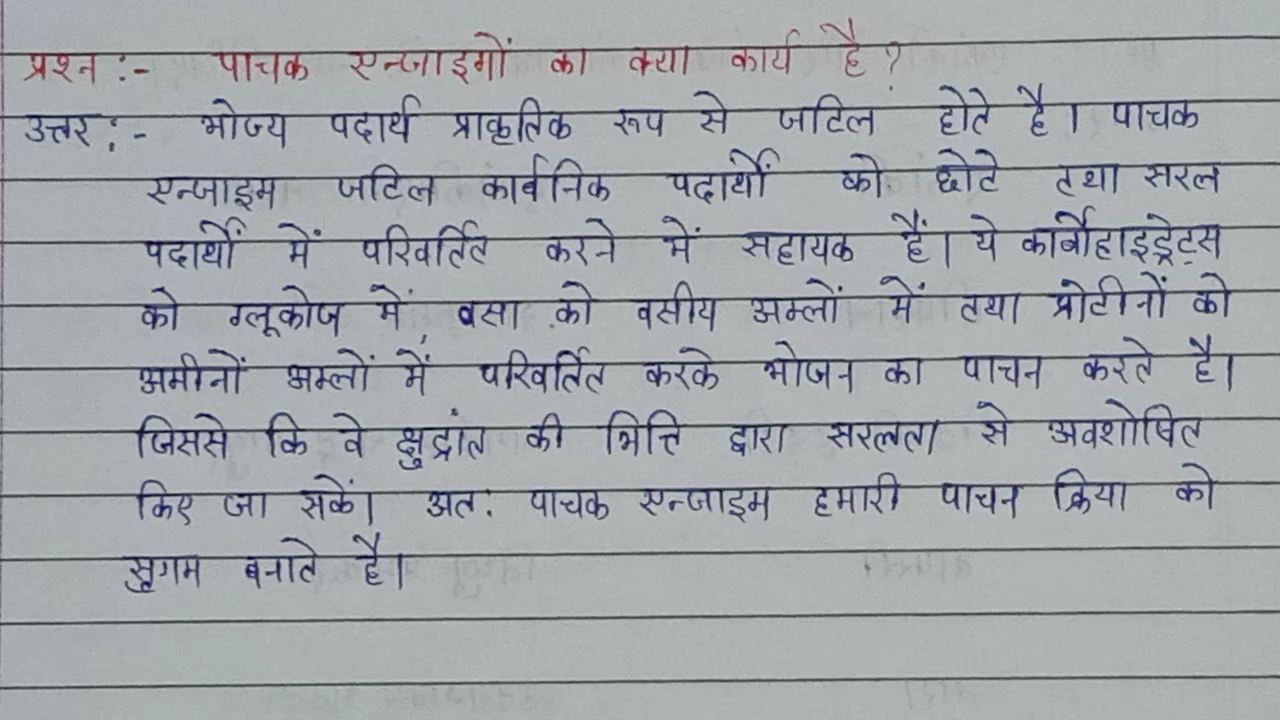 प्रश्न :- पाचक एन्जाइमों का क्या कार्य है ?
उत्तर :- भोज्य पदार्थ प्राकृतिक रूप से जटिल होते है। पाचक
एन्जाइम जटिल कार्बनिक पदार्थों को छोटे तथा सरल
पदार्थों में परिवर्तित करने में सहायक हैं। ये कार्बोहाइड्रेट्स
को ग्लूकोज में, वसा को वसीय अम्लों में तथा प्रोटीनों को
अमीनों अम्लों में परिवर्तित करके भोजन का पाचन करते है।
जिससे कि वे क्षुद्रांत की भित्ति द्वारा सरलता से अवशोषित
किए जा सकें। अत: पाचक एन्जाइम हमारी पाचन क्रिया को
सुगम बनाते है।